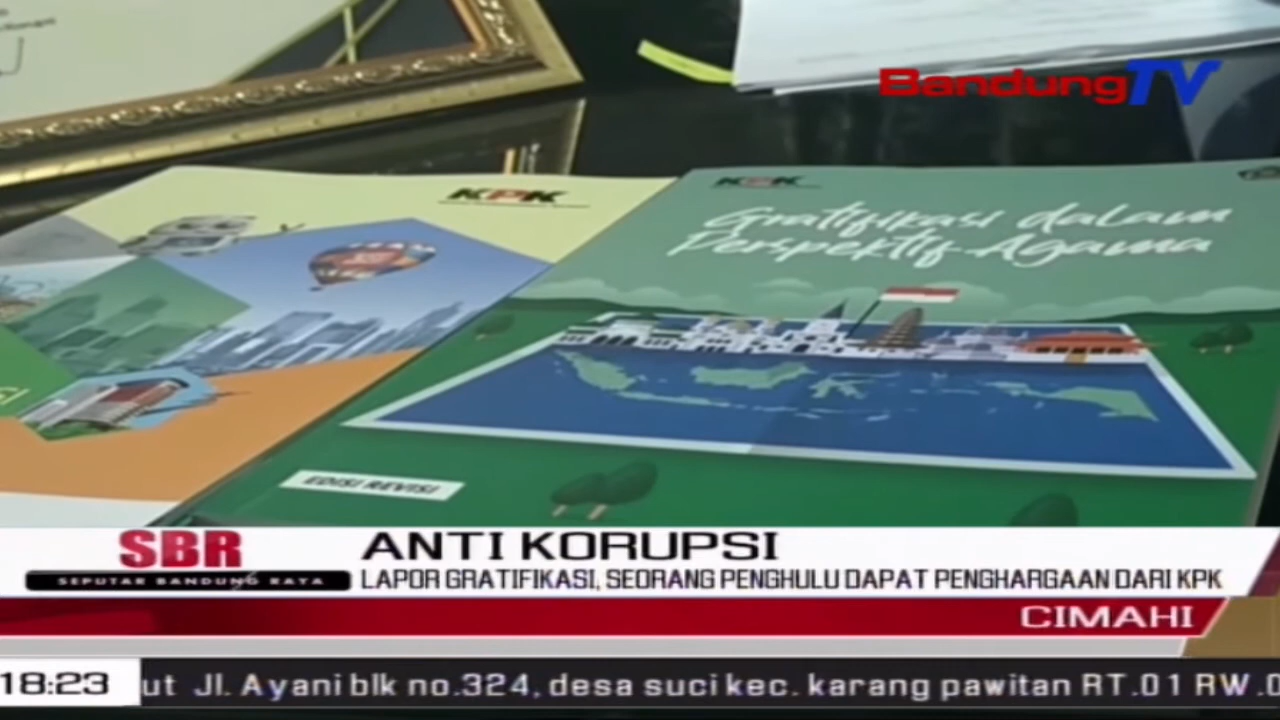 BandungTV
KPK
KPK
Gratifikasi dalam
Perspektif Agama
EDISI REVISI
SBR
SEPUTAR BANDUNG RAYA
ANTI KORUPSI
LAPOR GRATIFIKASI, SEORANG PENGHULU DAPAT PENGHARGAAN DARI KPK
CIMAHI
18:23
ut Jl. Ayani blk no.324, desa suci kec. karang pawitan RT.01 RW.0